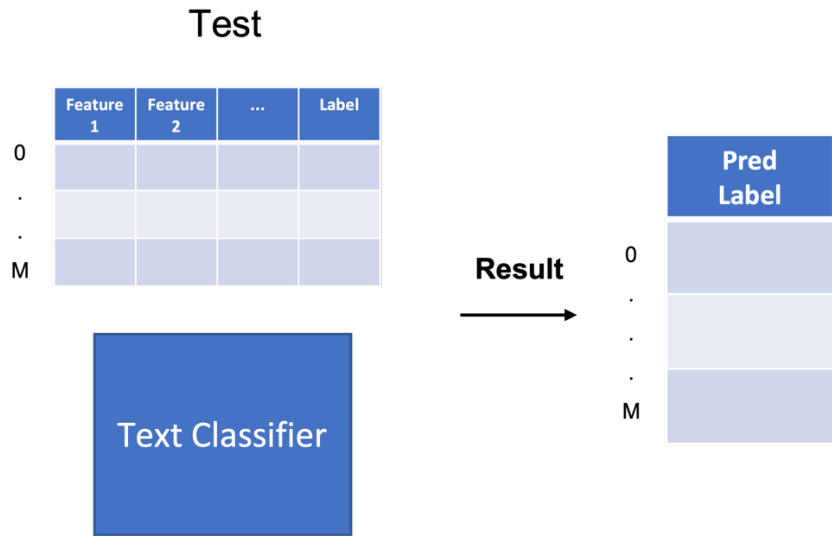 Test
Feature 1
Feature 2
...
Label
0
.
.
M
Text Classifier
Result
Pred
Label
0
.
.
.
M